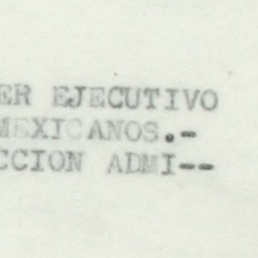 ER EJECUTIVO
MEXICANOS.-
CCION ADMI--